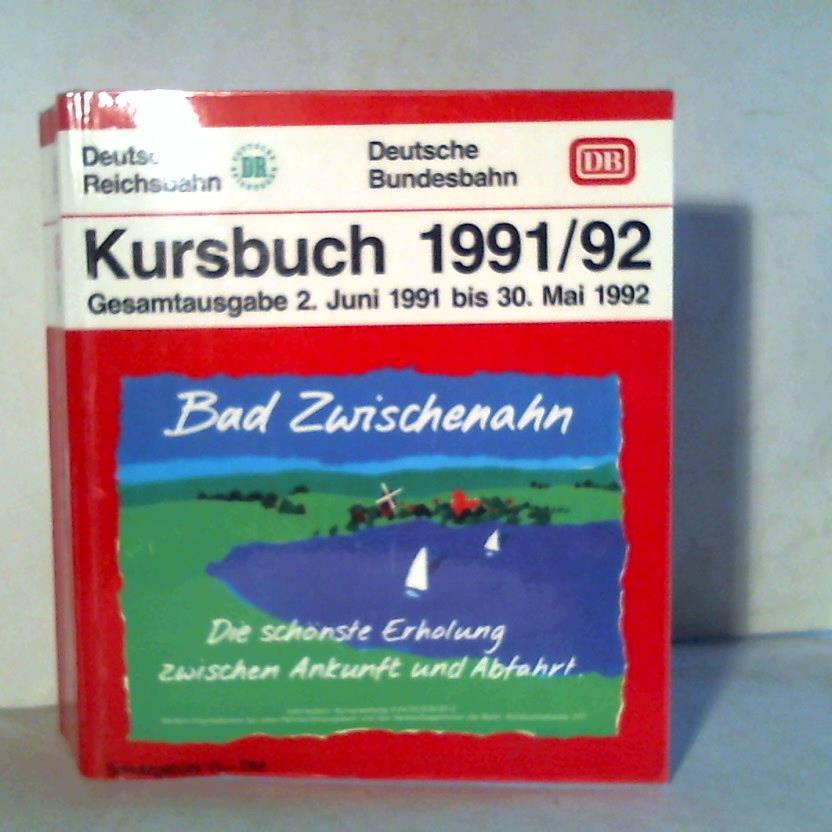 Deutsc
Reichsbahn
DR
Deutsche
Bundesbahn
DB
Kursbuch 1991/92
Gesamtausgabe 2. Juni 1991 bis 30. Mai 1992
Bad Zwischenahn
Die schönste Erholung
zwischen Ankunft und Abfahrt.